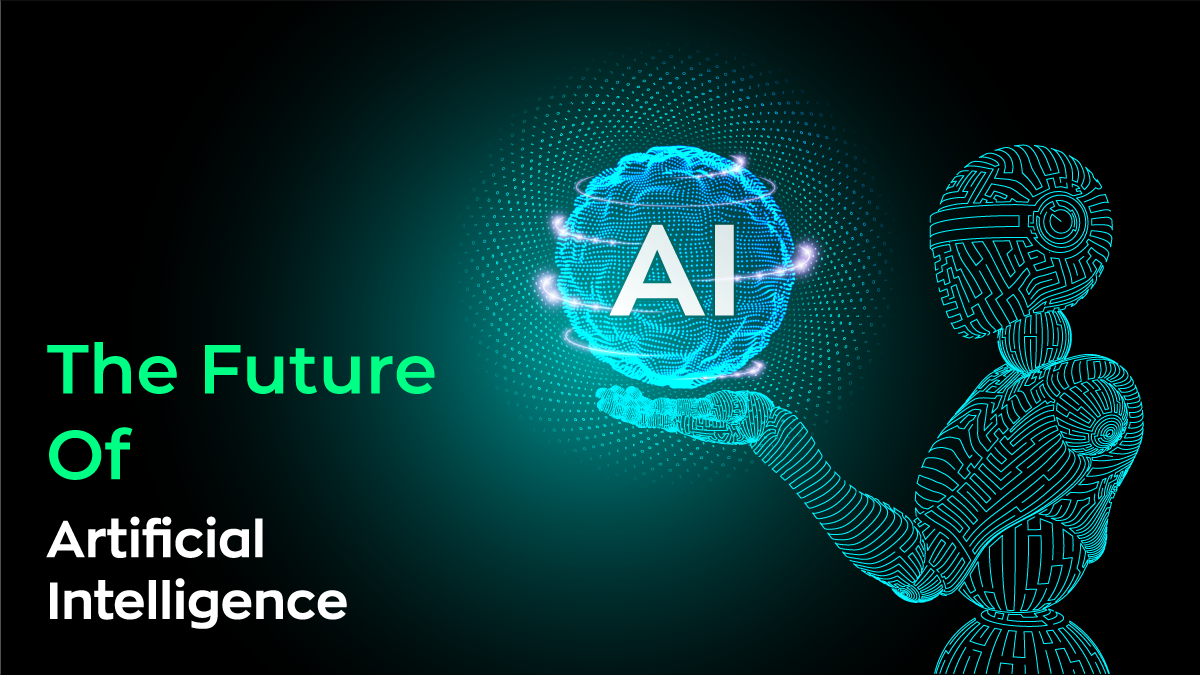 AI
The Future
Of
Artificial
Intelligence